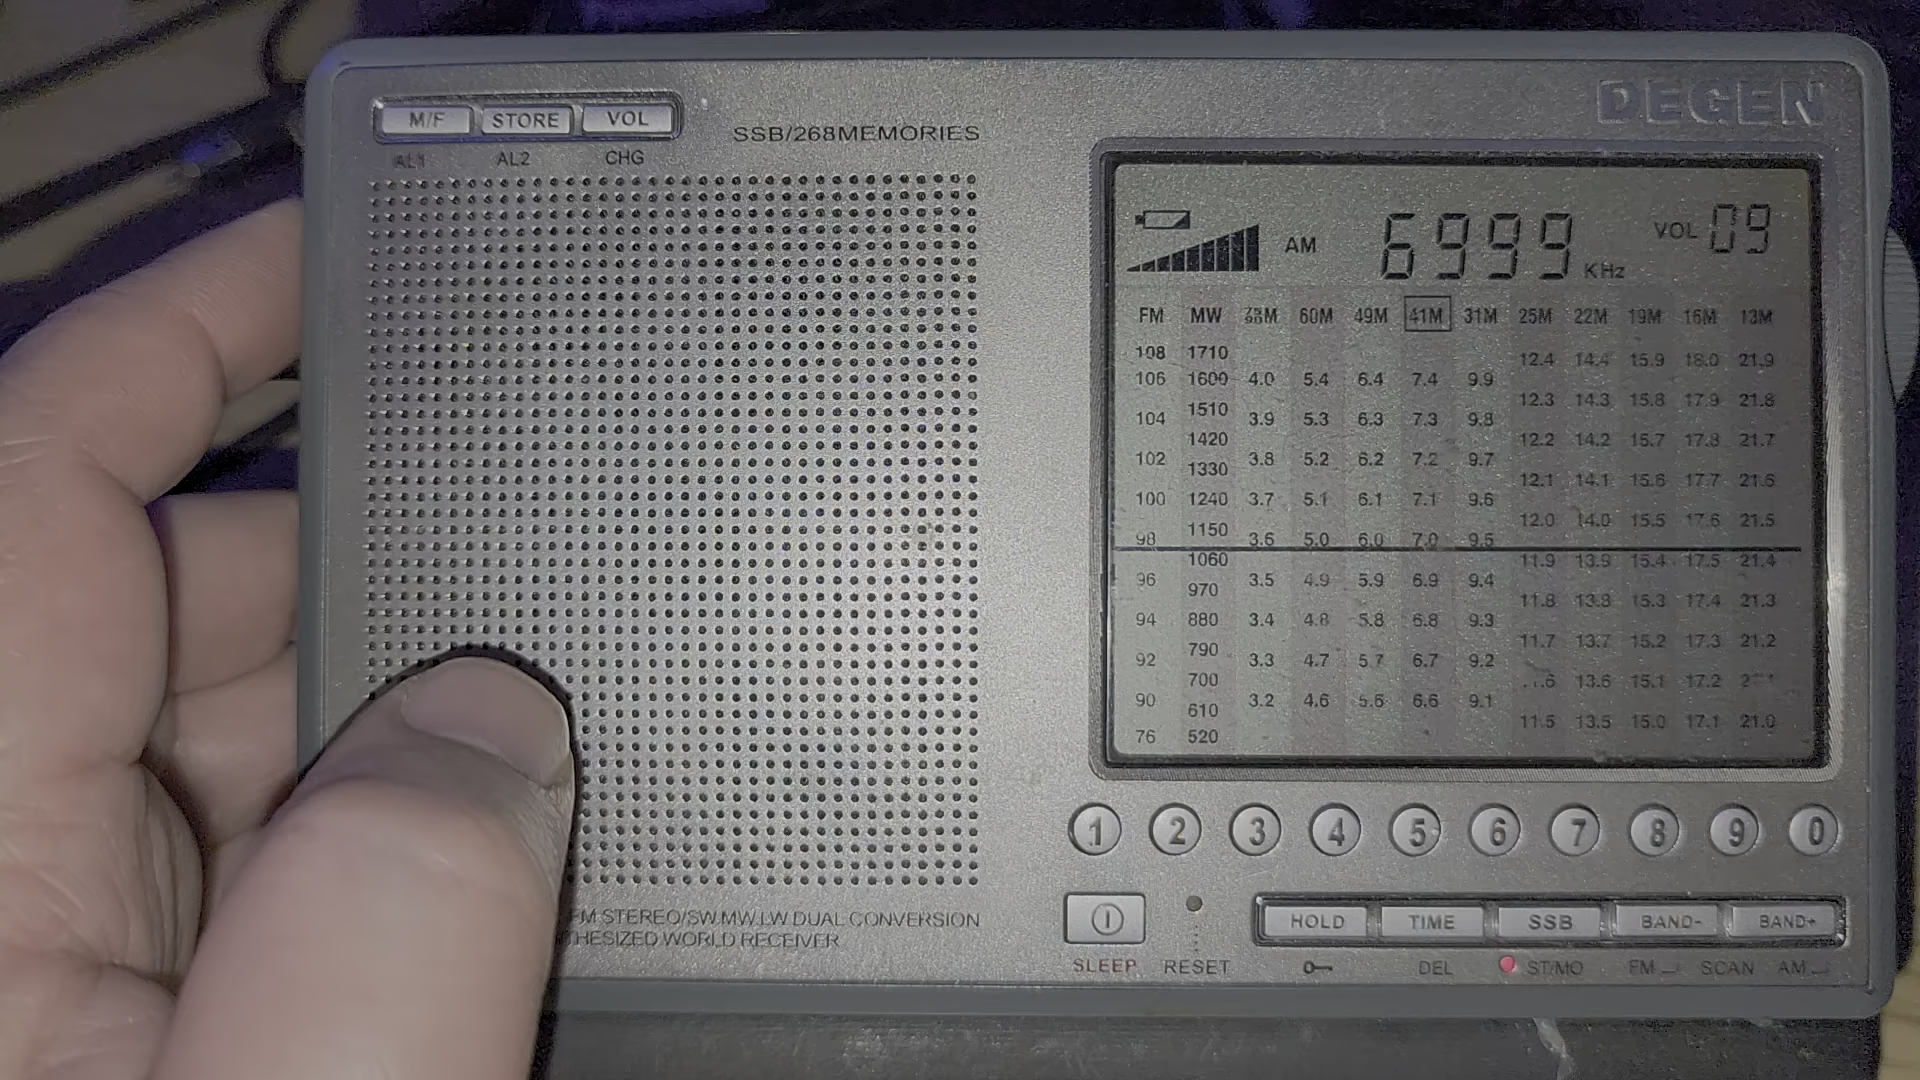 DEGEN
M/F STORE VOL
AL1 AL2 CHG
SSB/268MEMORIES
AM 6999 KHz VOL 09
FM MW 41M 60M 49M 31M 25M 22M 19M 16M 13M
108 1710 12.4 14.4 15.9 18.0 21.9
106 1600 4.0 5.4 6.4 7.4 9.9
1510 12.3 14.3 15.8 17.9 21.8
104 3.9 5.3 6.3 7.3 9.8
1420 12.2 14.2 15.7 17.8 21.7
102 3.8 5.2 6.2 7.2 9.7
1330 12.1 14.1 15.6 17.7 21.6
100 1240 3.7 5.1 6.1 7.1 9.6
1150 12.0 14.0 15.5 17.6 21.5
98 3.6 5.0 6.0 7.0 9.5
1060 11.9 13.9 15.4 17.5 21.4
96 3.5 4.9 5.9 6.9 9.4
970 11.8 13.8 15.3 17.4 21.3
94 880 3.4 4.8 5.8 6.8 9.3
790 11.7 13.7 15.2 17.3 21.2
92 3.3 4.7 5.7 6.7 9.2
700 13.6 15.1 17.2
90 3.2 4.6 5.6 6.6 9.1
610 11.5 13.5 15.0 17.1 21.0
76 520
1 2 3 4 5 6 7 8 9 0
HOLD TIME SSB BAND- BAND+
SLEEP RESET DEL ST/MO FM SCAN AM
FM STEREO/SW.MW.LW DUAL CONVERSION
THESIZED WORLD RECEIVER